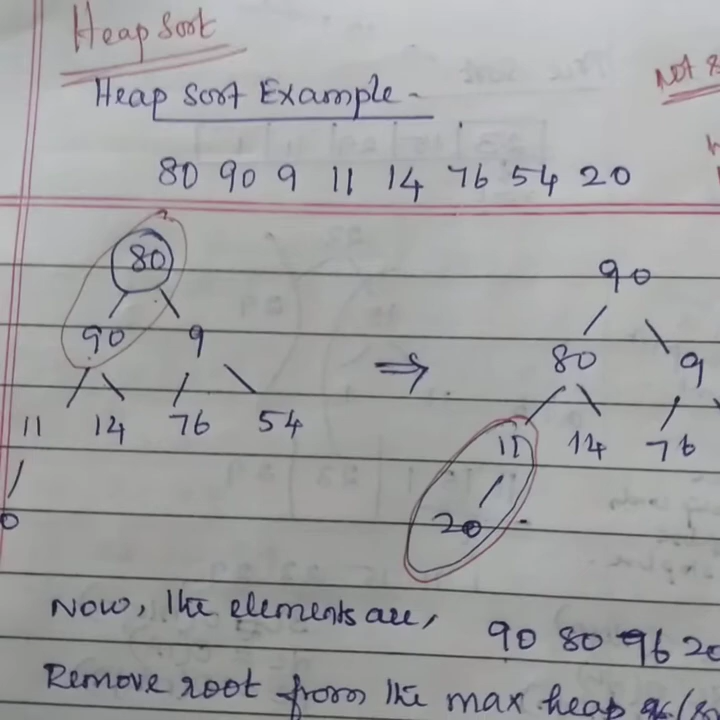 Heap Sort
Heap Sort Example -
Not
80 90 9 11 14 76 54 20
80
90
90 9
80 9
11 14 76 54
11 14 76
20
Now, the elements are, 90 80 96 20
Remove root from the max heap